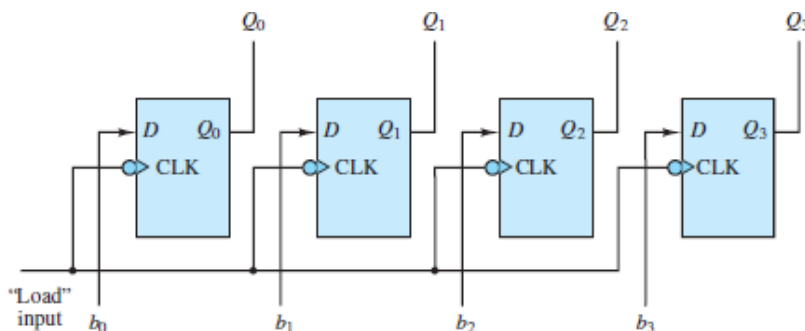 Q0 Q1 Q2 Q3
D Q0 D Q1 D Q2 D Q3
CLK CLK CLK CLK
"Load"
input b0 b1 b2 b3